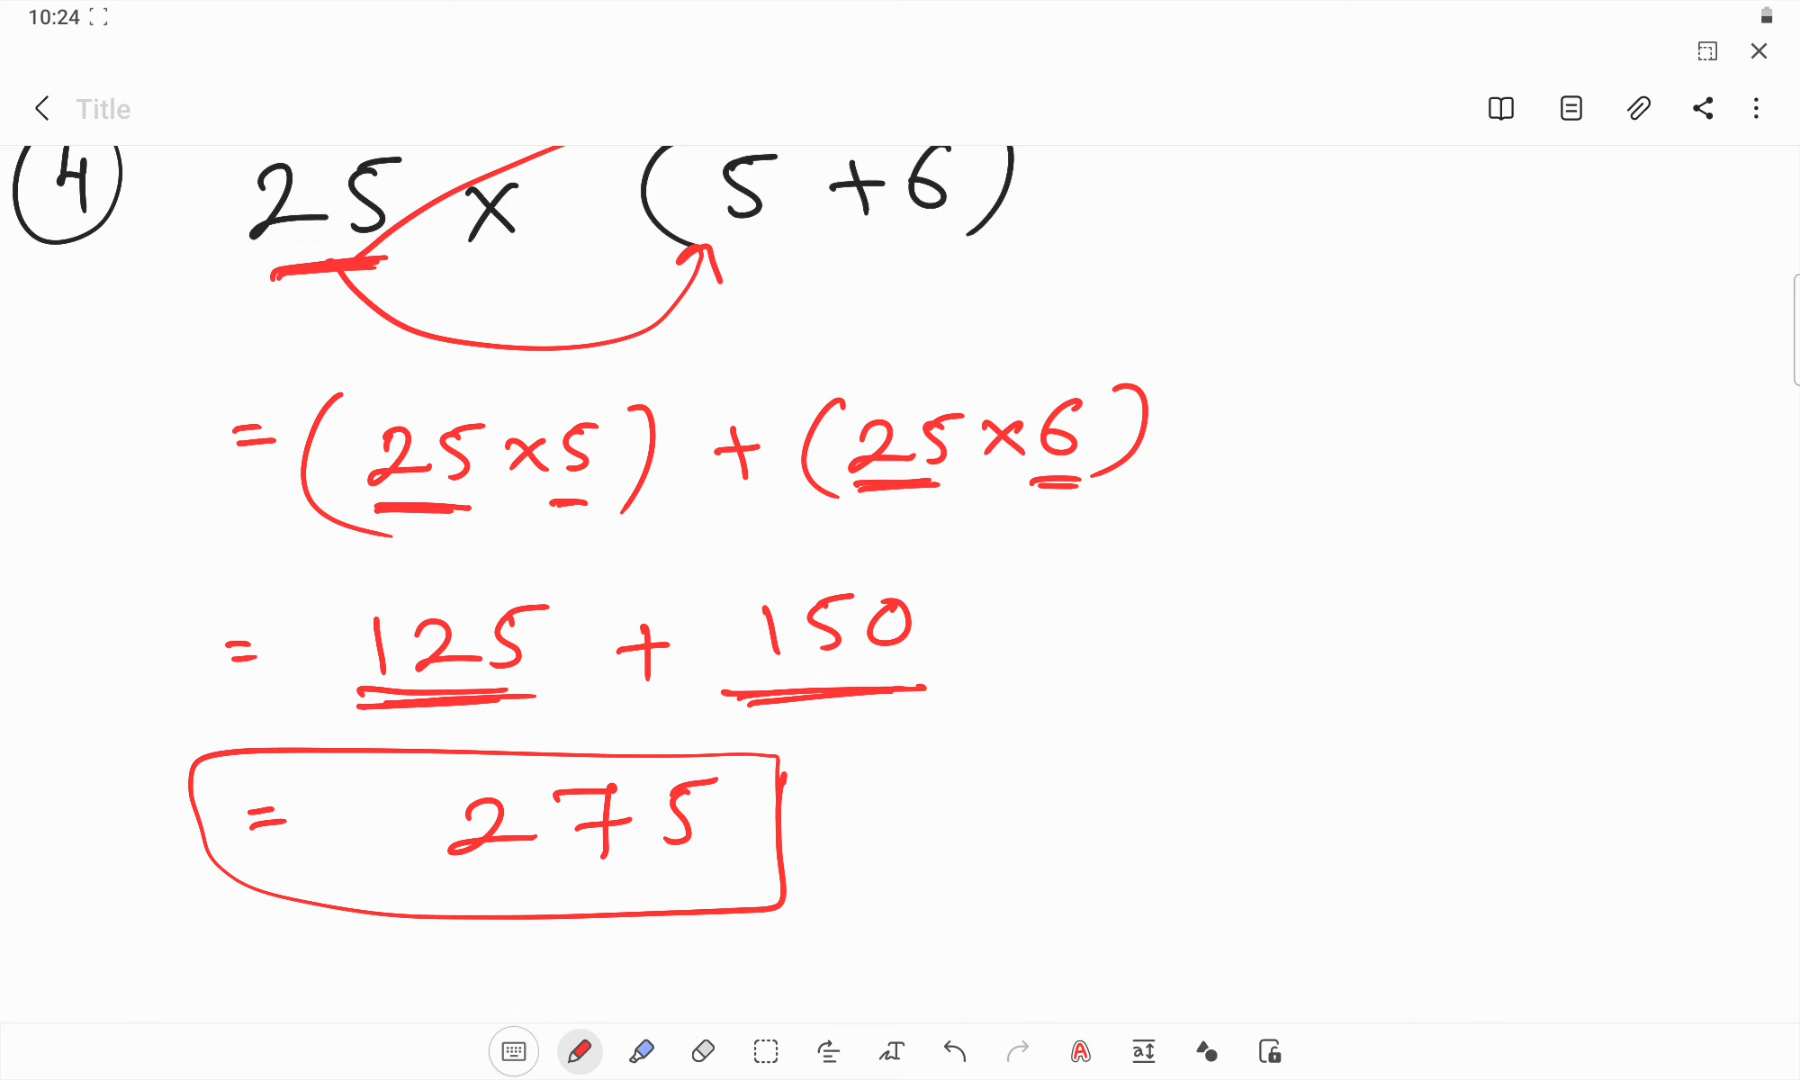 10:24
Title
4 25 × (5 + 6)
= (25 × 5) + (25 × 6)
= 125 + 150
= 275